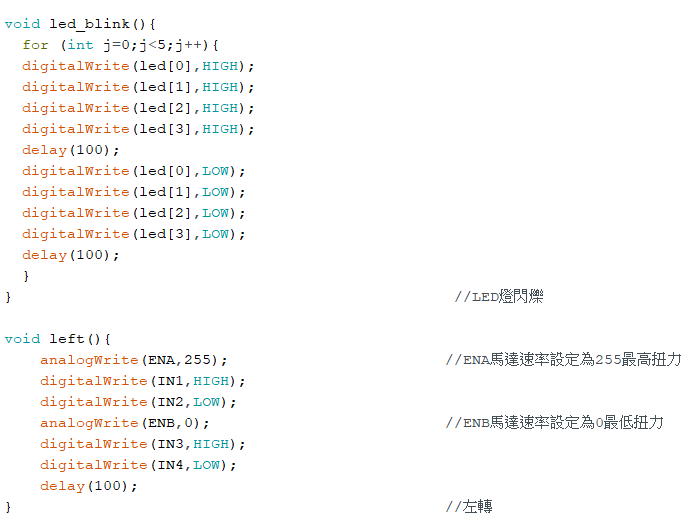 void led_blink(){
for (int j=0;j<5;j++){
digitalWrite(led[0],HIGH);
digitalWrite(led[1],HIGH);
digitalWrite(led[2],HIGH);
digitalWrite(led[3],HIGH);
delay(100);
digitalWrite(led[0],LOW);
digitalWrite(led[1],LOW);
digitalWrite(led[2],LOW);
digitalWrite(led[3],LOW);
delay(100);
}
} //LED燈閃爍
void left(){
analogWrite(ENA,255); //ENA馬達速率設定為255最高扭力
digitalWrite(IN1,HIGH);
digitalWrite(IN2,LOW);
analogWrite(ENB,0); //ENB馬達速率設定為0最低扭力
digitalWrite(IN3,HIGH);
digitalWrite(IN4,LOW);
delay(100);
} //左轉